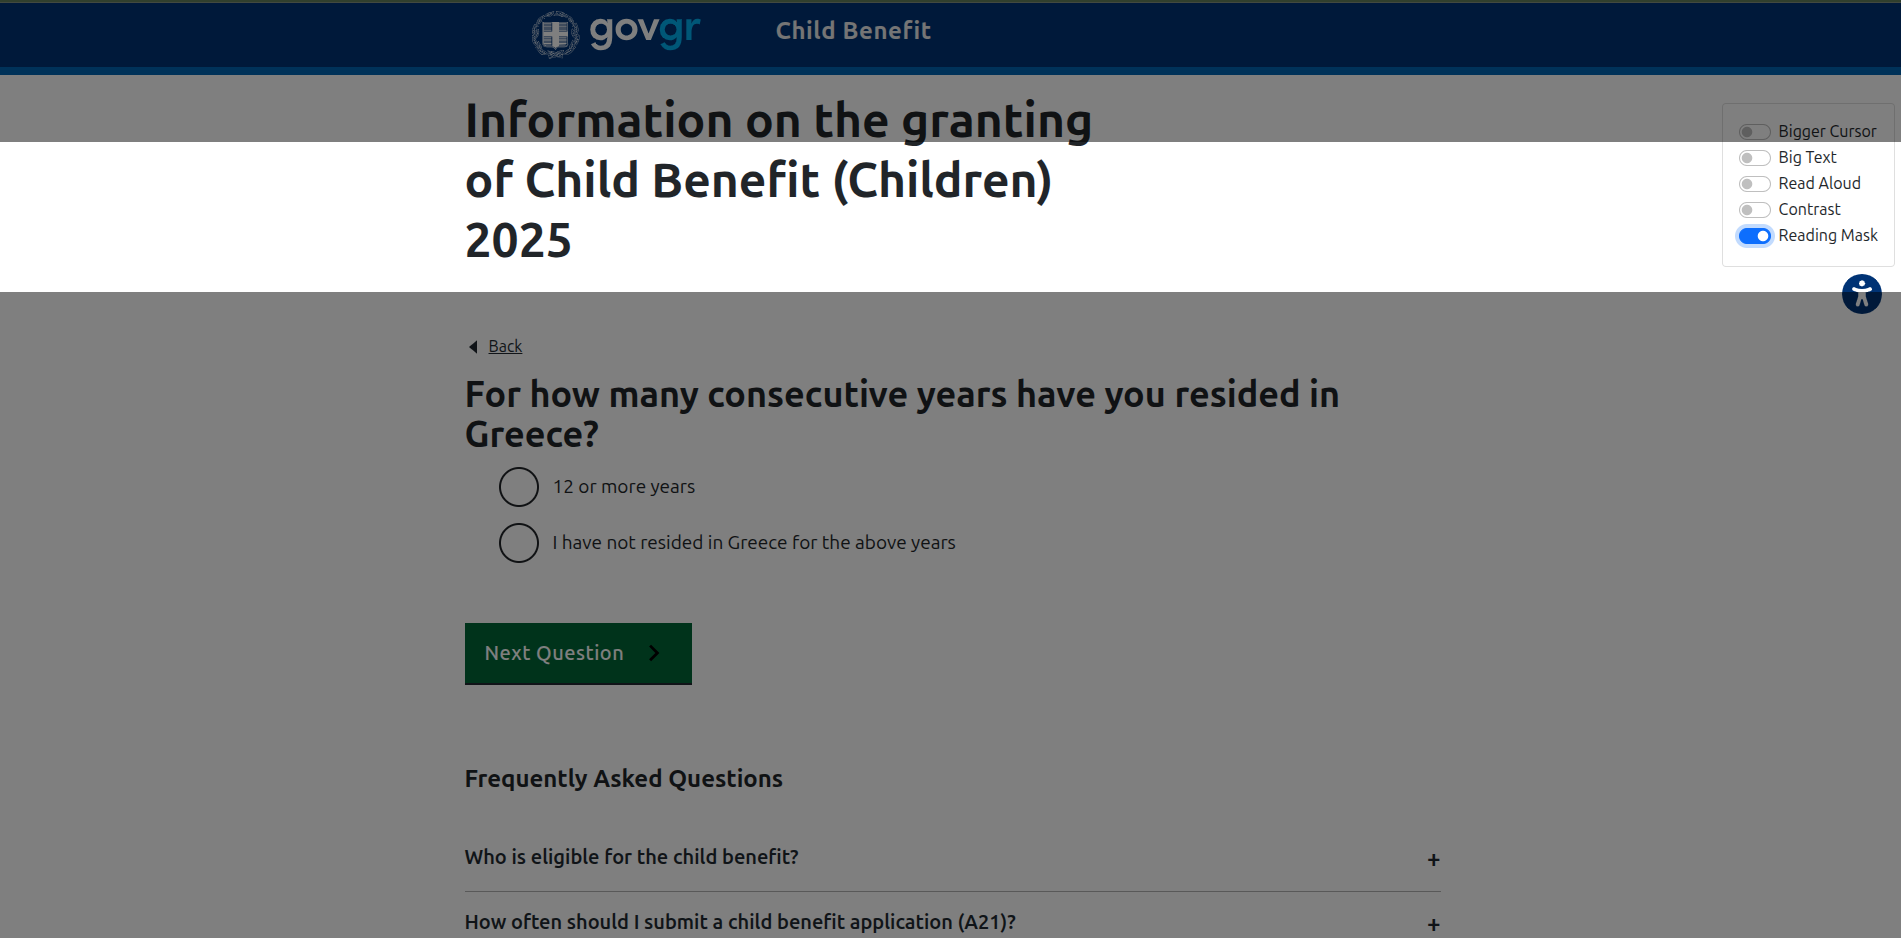 govgr
Child Benefit
Information on the granting
of Child Benefit (Children)
2025
Bigger Cursor
Big Text
Read Aloud
Contrast
Reading Mask
Back
For how many consecutive years have you resided in
Greece?
12 or more years
I have not resided in Greece for the above years
Next Question
Frequently Asked Questions
Who is eligible for the child benefit?
+
How often should I submit a child benefit application (A21)?
+